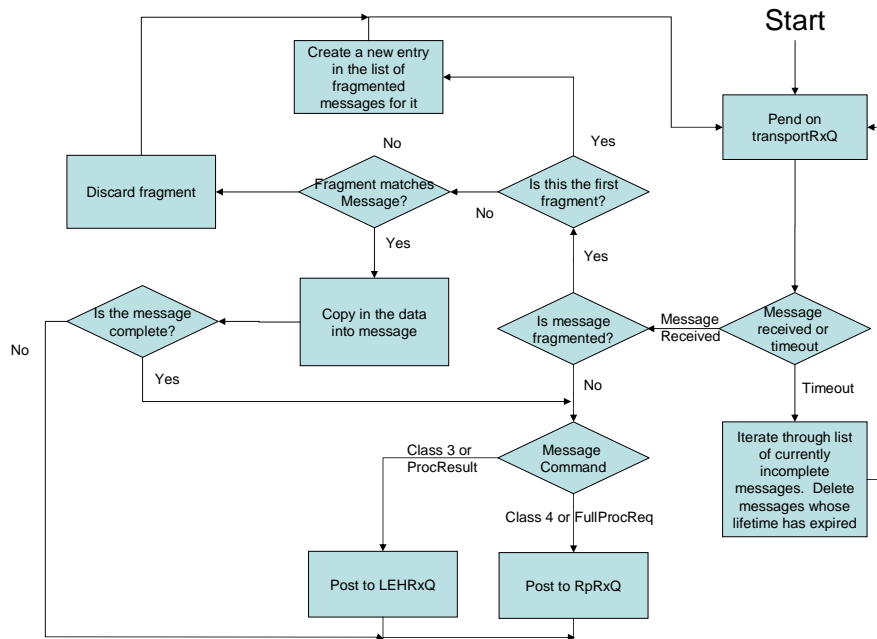 Start
Create a new entry
in the list of
fragmented
messages for it
Pend on
transportRxQ
No
Yes
Discard fragment
Fragment matches
Message?
Is this the first
fragment?
No
Yes
Yes
Is the message
complete?
Copy in the data
into message
Is message
fragmented?
Message
Received
Message
received or
timeout
No
Yes
No
Timeout
Class 3 or
ProcResult
Message
Command
Iterate through list
of currently
incomplete
messages. Delete
messages whose
lifetime has expired
Class 4 or FullProcReq
Post to LEHRxQ
Post to RpRxQ